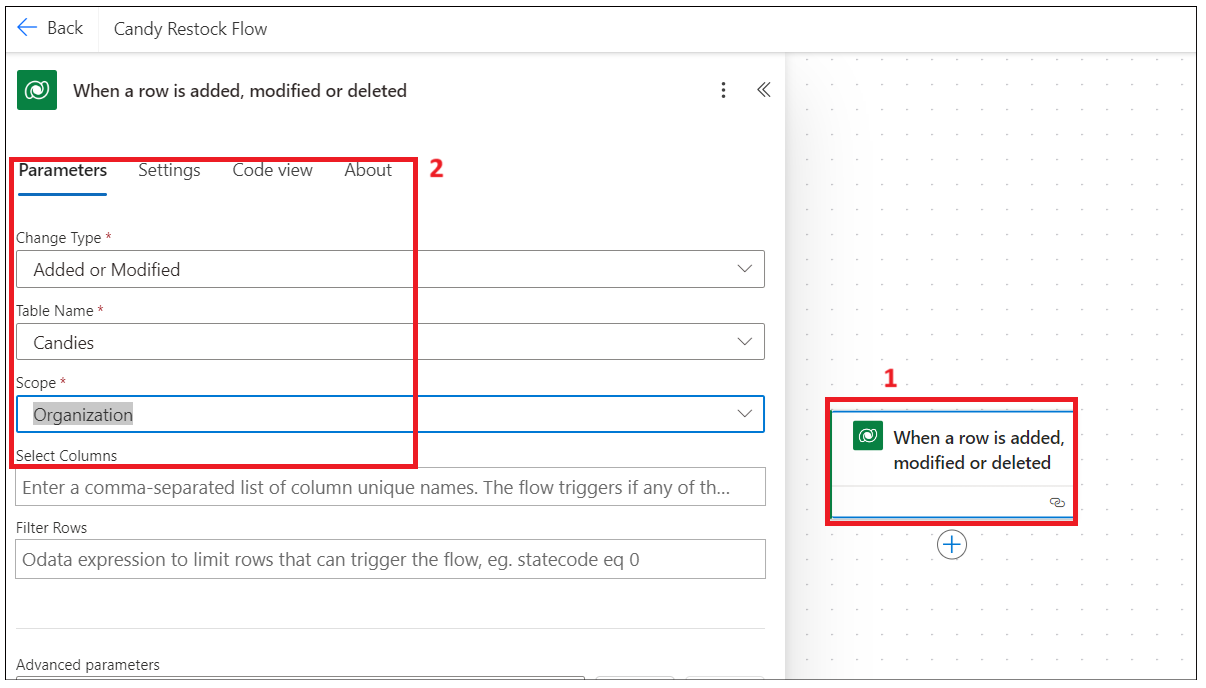 Back
Candy Restock Flow
When a row is added, modified or deleted
Parameters Settings Code view About
2
Change Type *
Added or Modified
Table Name *
Candies
Scope *
Organization
Select Columns
Enter a comma-separated list of column unique names. The flow triggers if any of th...
Filter Rows
Odata expression to limit rows that can trigger the flow, eg. statecode eq 0
Advanced parameters
1
When a row is added,
modified or deleted